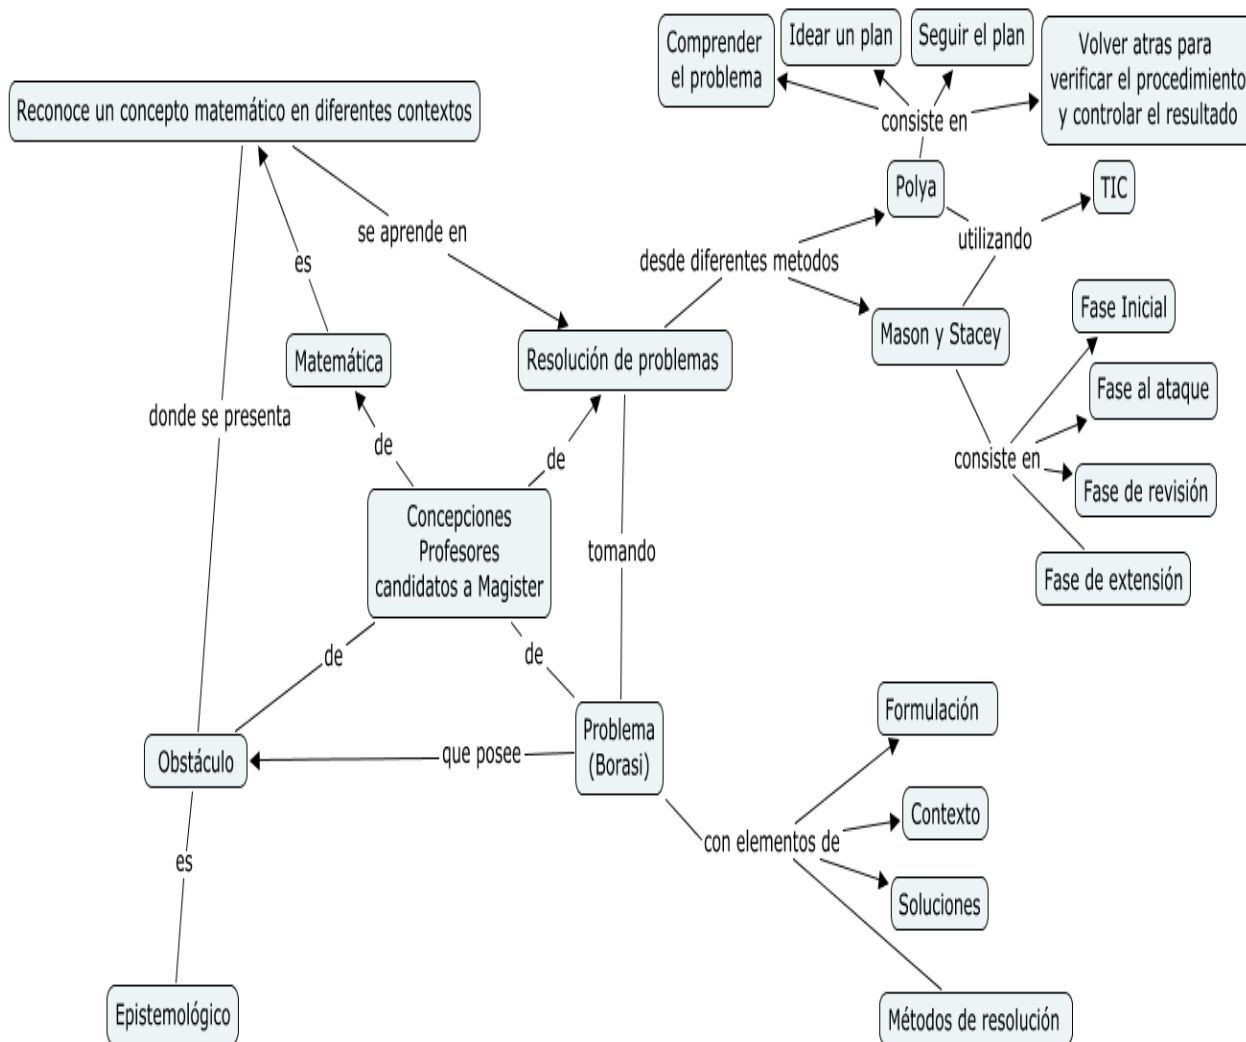 Comprender
el problema
Idear un plan
Seguir el plan
Volver atras para
verificar el procedimiento
y controlar el resultado
Reconoce un concepto matemático en diferentes contextos
consiste en
Polya
TIC
se aprende en
utilizando
es
desde diferentes metodos
Fase Inicial
Matemática
Resolución de problemas
Mason y Stacey
Fase al ataque
donde se presenta
de
de
consiste en
Fase de revisión
Concepciones
Profesores
candidatos a Magister
tomando
Fase de extensión
de
de
Formulación
Problema
(Borasi)
que posee
Obstáculo
Contexto
con elementos de
es
Soluciones
Epistemológico
Métodos de resolución